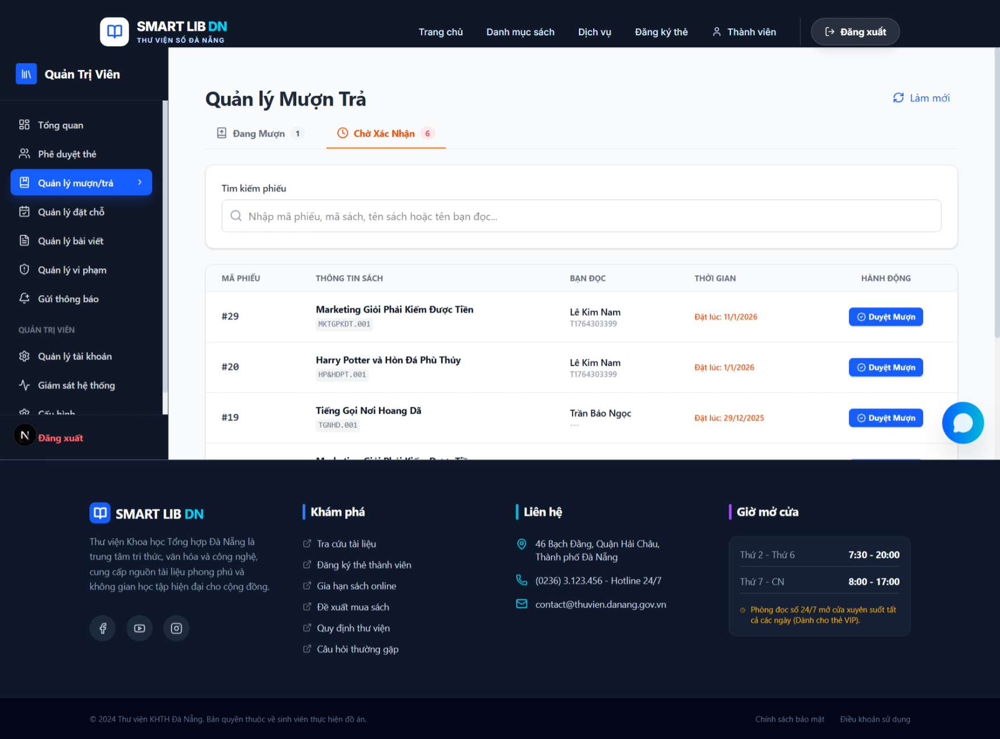 SMART LIB DN
THƯ VIỆN SỐ ĐÀ NẴNG
Trang chủ
Danh mục sách
Dịch vụ
Đăng ký thẻ
Thành viên
Đăng xuất
Quản Trị Viên
Tổng quan
Phê duyệt thẻ
Quản lý mượn/trả
Quản lý đặt chỗ
Quản lý bài viết
Quản lý vi phạm
Gửi thông báo
QUẢN TRỊ VIÊN
Quản lý tài khoản
Giám sát hệ thống
Cấu hình
N
Đăng xuất
Quản lý Mượn Trả
Làm mới
Đang Mượn 1
Chờ Xác Nhận 6
Tìm kiếm phiếu
Nhập mã phiếu, mã sách, tên sách hoặc tên bạn đọc...
MÃ PHIẾU THÔNG TIN SÁCH BẠN ĐỌC THỜI GIAN HÀNH ĐỘNG
#29
Marketing Giỏi Phải Kiếm Được Tiền
MKTGPKDT.001
Lê Kim Nam
T1764303399
Đặt lúc: 11/1/2026
Duyệt Mượn
#20
Harry Potter và Hòn Đá Phù Thủy
HP&HDPT.001
Lê Kim Nam
T1764303399
Đặt lúc: 1/1/2026
Duyệt Mượn
#19
Tiếng Gọi Nơi Hoang Dã
TGNHD.001
Trần Bảo Ngọc
---
Đặt lúc: 29/12/2025
Duyệt Mượn
Marketing Giỏi Phải Kiếm Được Tiền
SMART LIB DN
Thư viện Khoa học Tổng hợp Đà Nẵng là
trung tâm tri thức, văn hóa và công nghệ,
cung cấp nguồn tài liệu phong phú và
không gian học tập hiện đại cho cộng đồng.
Khám phá
Tra cứu tài liệu
Đăng ký thẻ thành viên
Gia hạn sách online
Đề xuất mua sách
Quy định thư viện
Câu hỏi thường gặp
Liên hệ
46 Bạch Đằng, Quận Hải Châu,
Thành phố Đà Nẵng
(0236) 3.123.456 - Hotline 24/7
contact@thuvien.danang.gov.vn
Giờ mở cửa
Thứ 2 - Thứ 6 7:30 - 20:00
Thứ 7 - CN 8:00 - 17:00
Phòng đọc số 24/7 mở cửa xuyên suốt tất
cả các ngày (Dành cho thẻ VIP).
© 2024 Thư viện KHTH Đà Nẵng. Bản quyền thuộc về sinh viên thực hiện đồ án.
Chính sách bảo mật
Điều khoản sử dụng